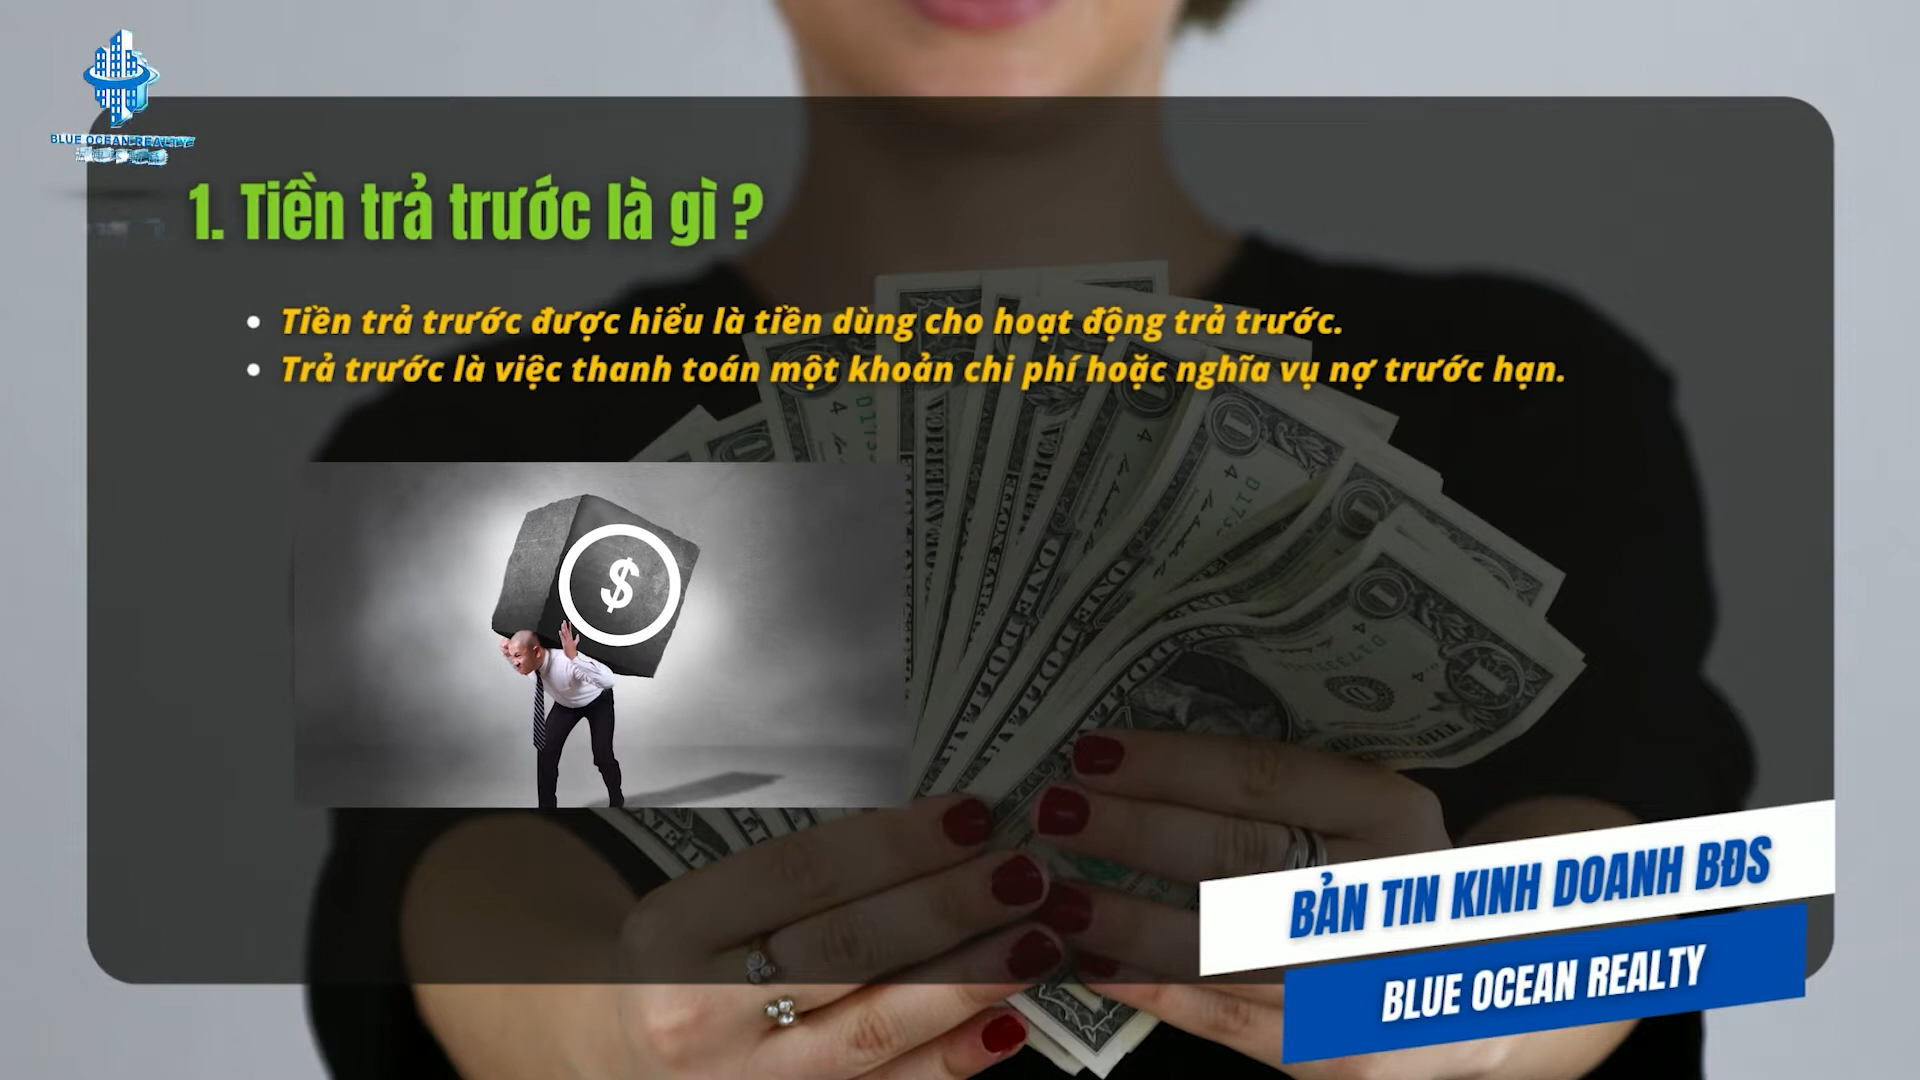 BLUE OCEAN REALTY
1. Tiền trả trước là gì ?
• Tiền trả trước được hiểu là tiền dùng cho hoạt động trả trước.
• Trả trước là việc thanh toán một khoản chi phí hoặc nghĩa vụ nợ trước hạn.
$
BẢN TIN KINH DOANH BĐS
BLUE OCEAN REALTY